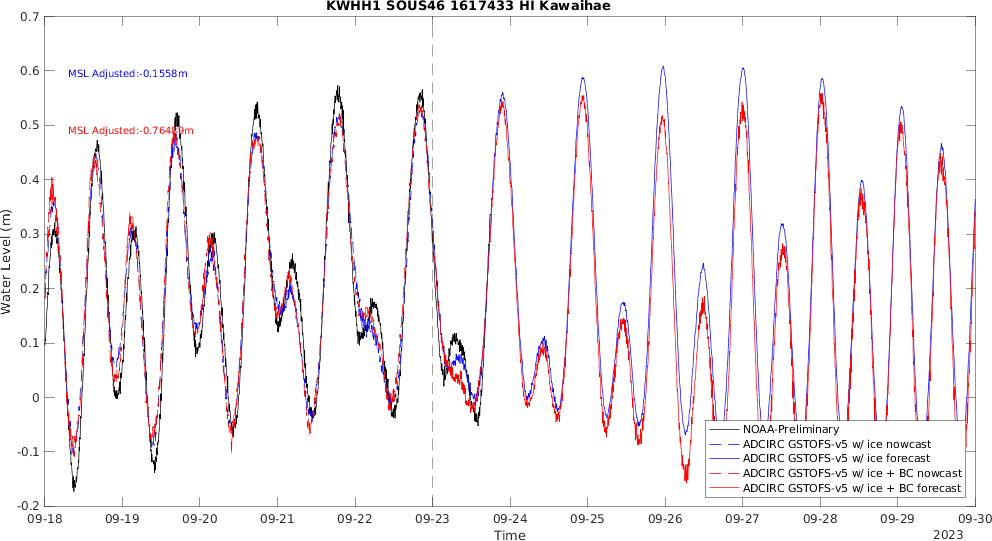 KWHH1 SOUS46 1617433 HI Kawaihae
0.7
0.6
0.5
0.4
0.3
0.2
0.1
0
-0.1
-0.2
Water Level (m)
MSL Adjusted:-0.1558m
MSL Adjusted:-0.76489m
NOAA-Preliminary
ADCIRC GSTOFS-v5 w/ ice nowcast
ADCIRC GSTOFS-v5 w/ ice forecast
ADCIRC GSTOFS-v5 w/ ice + BC nowcast
ADCIRC GSTOFS-v5 w/ ice + BC forecast
09-18 09-19 09-20 09-21 09-22 09-23 09-24 09-25 09-26 09-27 09-28 09-29 09-30
Time
2023